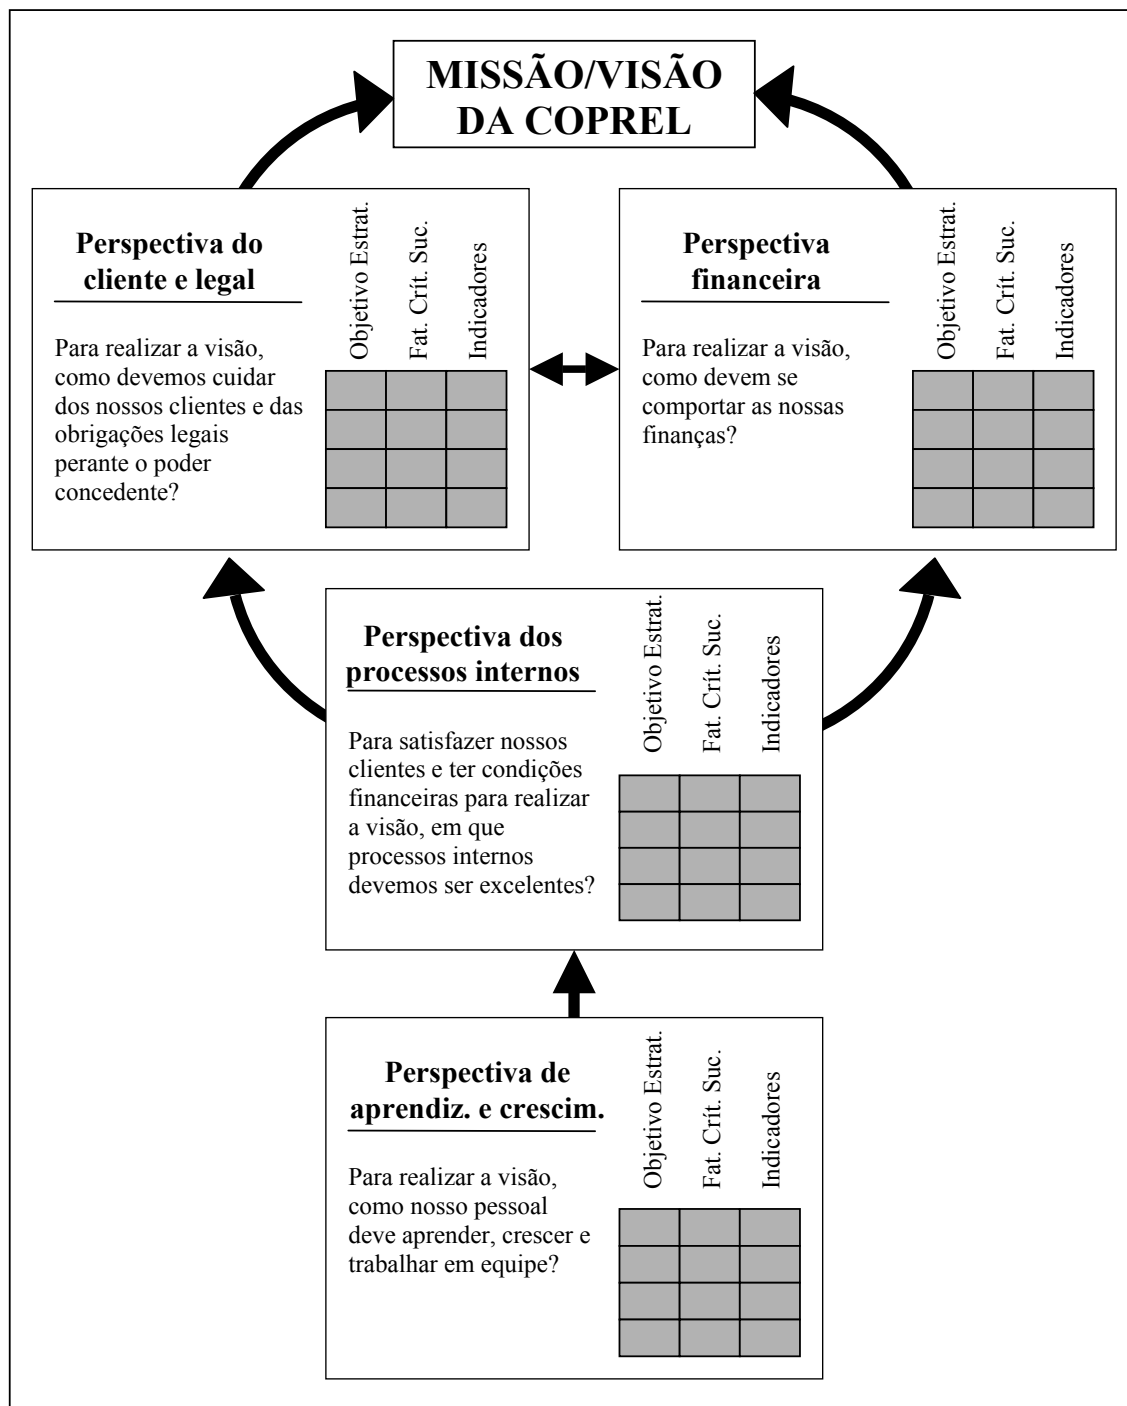 MISSÃO/VISÃO
DA COPREL
Perspectiva do
cliente e legal
Para realizar a visão,
como devemos cuidar
dos nossos clientes e das
obrigações legais
perante o poder
concedente?
Objetivo Estrat.
Fat. Crít. Suc.
Indicadores
Perspectiva
financeira
Para realizar a visão,
como devem se
comportar as nossas
finanças?
Objetivo Estrat.
Fat. Crít. Suc.
Indicadores
Perspectiva dos
processos internos
Para satisfazer nossos
clientes e ter condições
financeiras para realizar
a visão, em que
processos internos
devemos ser excelentes?
Objetivo Estrat.
Fat. Crít. Suc.
Indicadores
Perspectiva de
aprendiz. e crescim.
Para realizar a visão,
como nosso pessoal
deve aprender, crescer e
trabalhar em equipe?
Objetivo Estrat.
Fat. Crít. Suc.
Indicadores